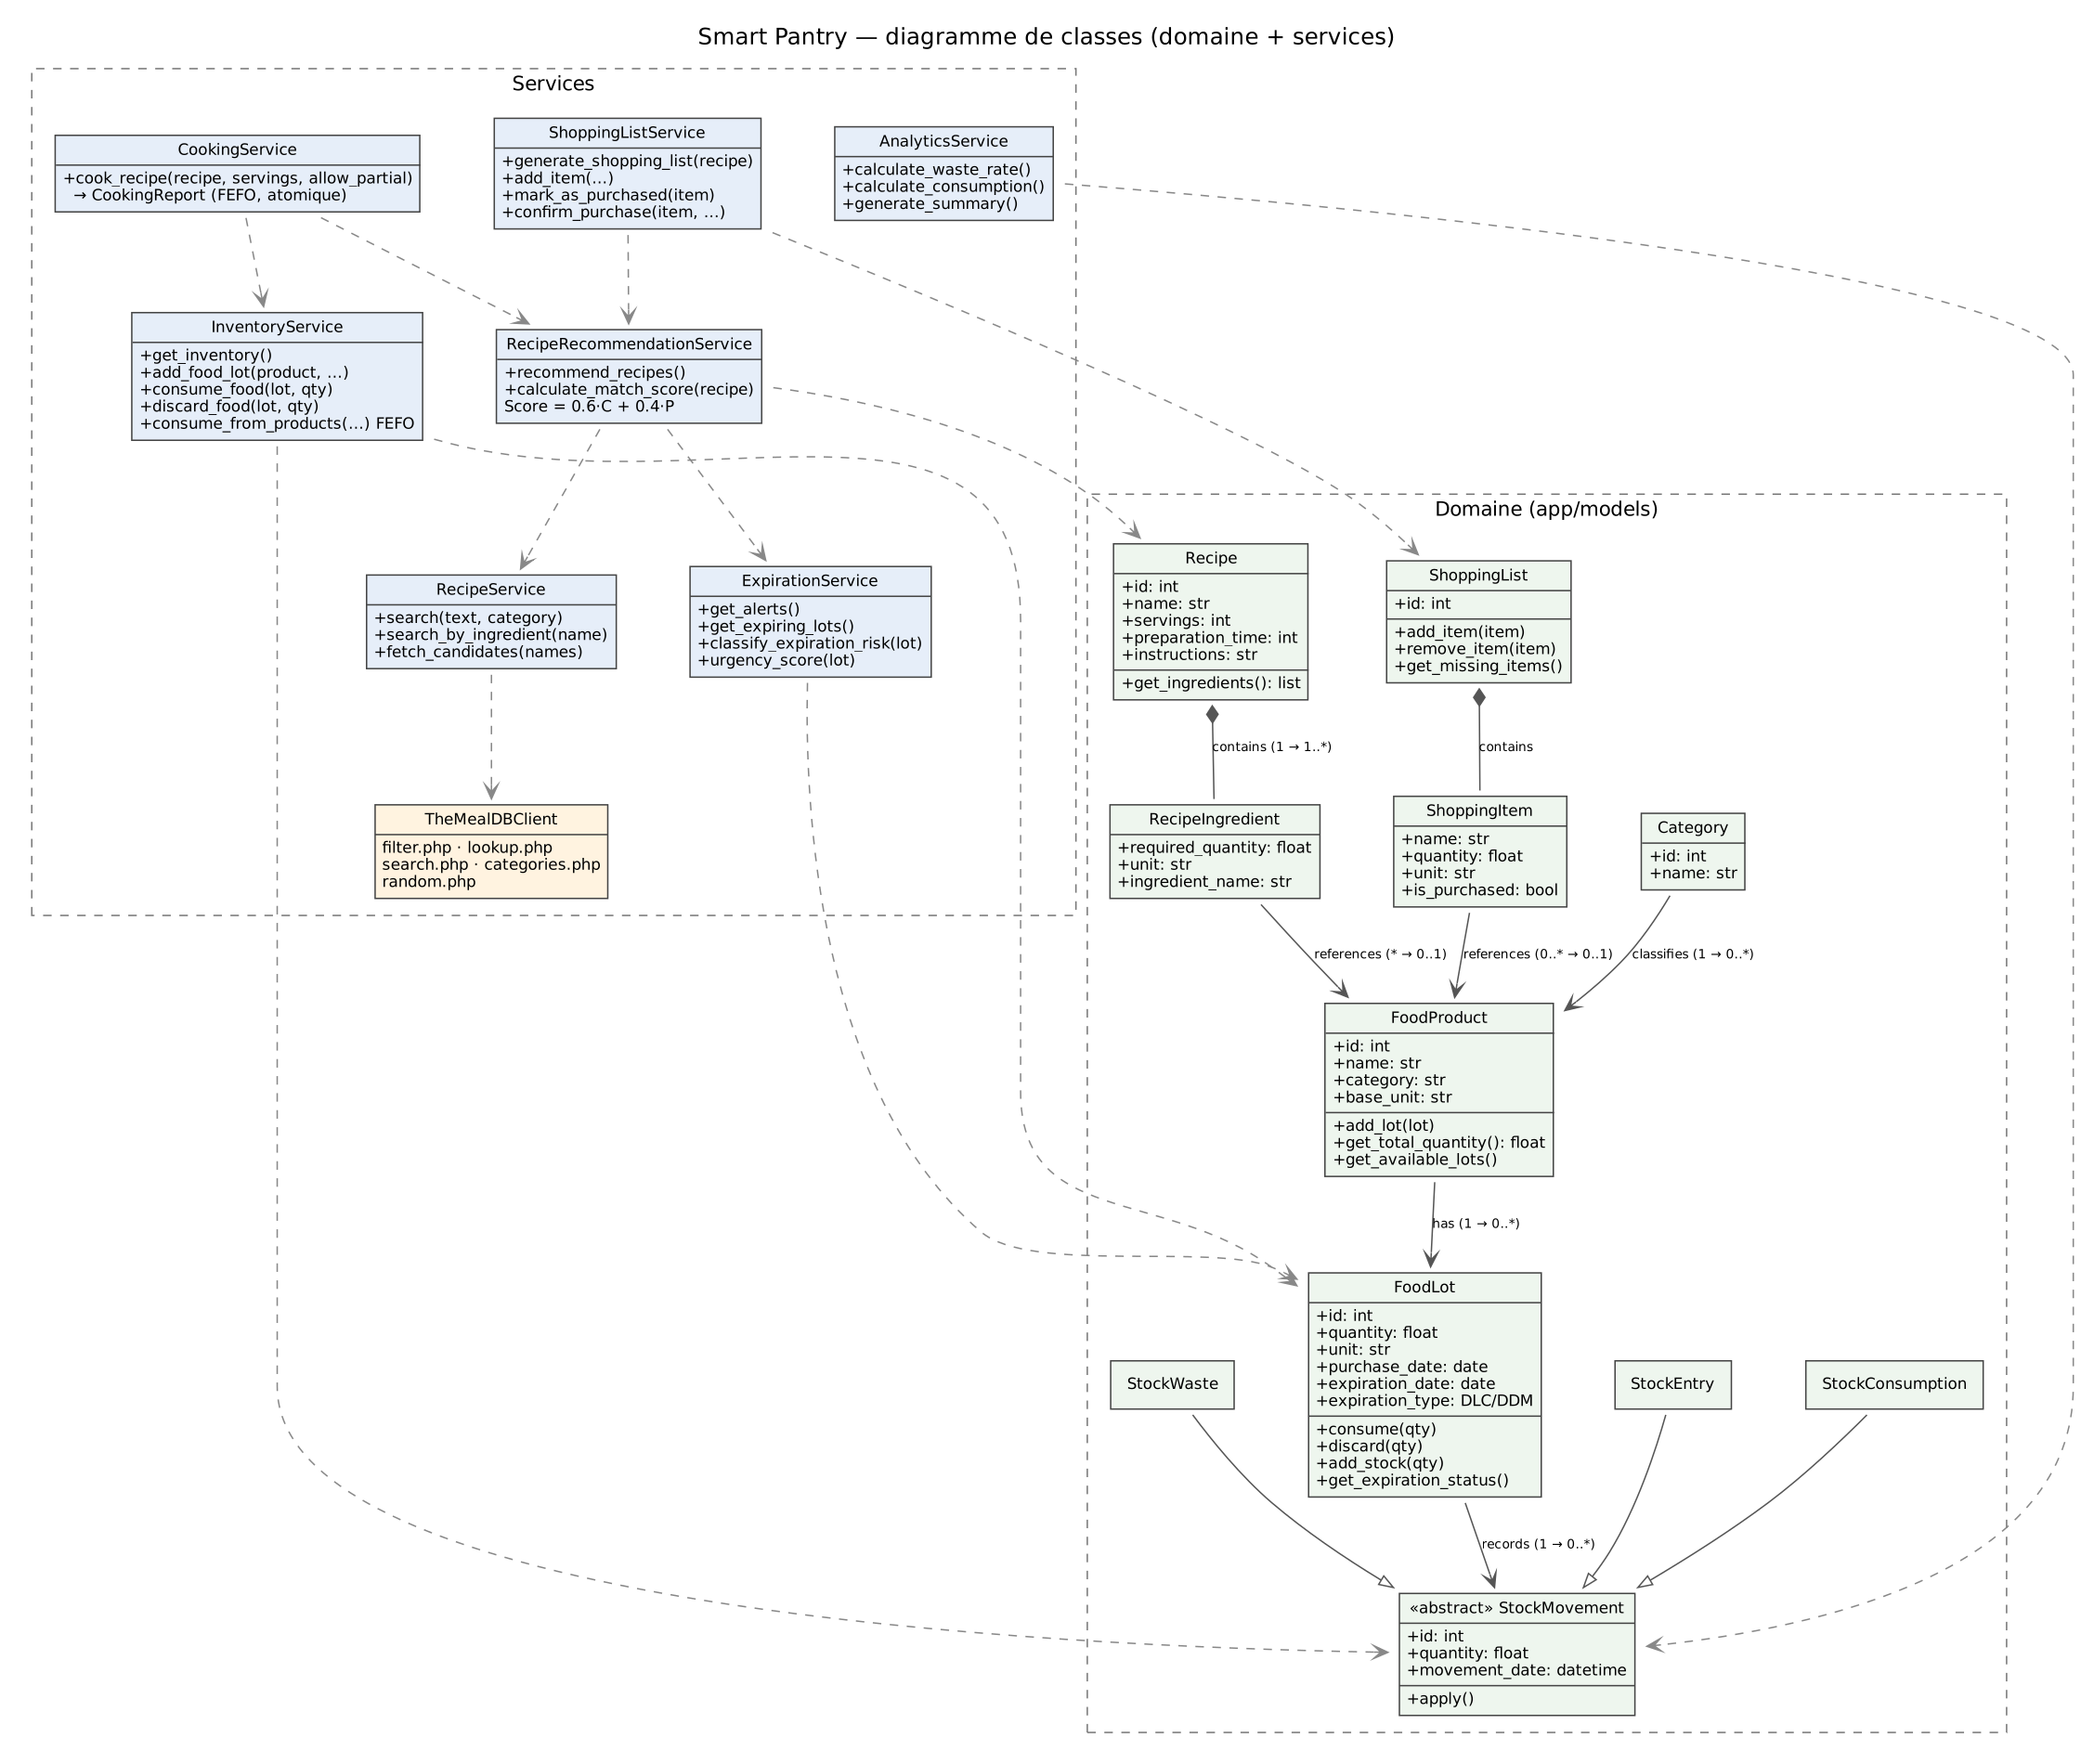 Smart Pantry — diagramme de classes (domaine + services)
Services
CookingService
+cook_recipe(recipe, servings, allow_partial)
→ CookingReport (FEFO, atomique)
ShoppingListService
+generate_shopping_list(recipe)
+add_item(…)
+mark_as_purchased(item)
+confirm_purchase(item, …)
AnalyticsService
+calculate_waste_rate()
+calculate_consumption()
+generate_summary()
InventoryService
+get_inventory()
+add_food_lot(product, …)
+consume_food(lot, qty)
+discard_food(lot, qty)
+consume_from_products(…) FEFO
RecipeRecommendationService
+recommend_recipes()
+calculate_match_score(recipe)
Score = 0.6·C + 0.4·P
RecipeService
+search(text, category)
+search_by_ingredient(name)
+fetch_candidates(names)
ExpirationService
+get_alerts()
+get_expiring_lots()
+classify_expiration_risk(lot)
+urgency_score(lot)
TheMealDBClient
filter.php · lookup.php
search.php · categories.php
random.php
Domaine (app/models)
Recipe
+id: int
+name: str
+servings: int
+preparation_time: int
+instructions: str
+get_ingredients(): list
ShoppingList
+id: int
+add_item(item)
+remove_item(item)
+get_missing_items()
contains (1 → 1..*)
contains
RecipeIngredient
+required_quantity: float
+unit: str
+ingredient_name: str
ShoppingItem
+name: str
+quantity: float
+unit: str
+is_purchased: bool
Category
+id: int
+name: str
references (* → 0..1)
references (0..* → 0..1)
classifies (1 → 0..*)
FoodProduct
+id: int
+name: str
+category: str
+base_unit: str
+add_lot(lot)
+get_total_quantity(): float
+get_available_lots()
has (1 → 0..*)
FoodLot
+id: int
+quantity: float
+unit: str
+purchase_date: date
+expiration_date: date
+expiration_type: DLC/DDM
+consume(qty)
+discard(qty)
+add_stock(qty)
+get_expiration_status()
StockWaste
StockEntry
StockConsumption
records (1 → 0..*)
«abstract» StockMovement
+id: int
+quantity: float
+movement_date: datetime
+apply()